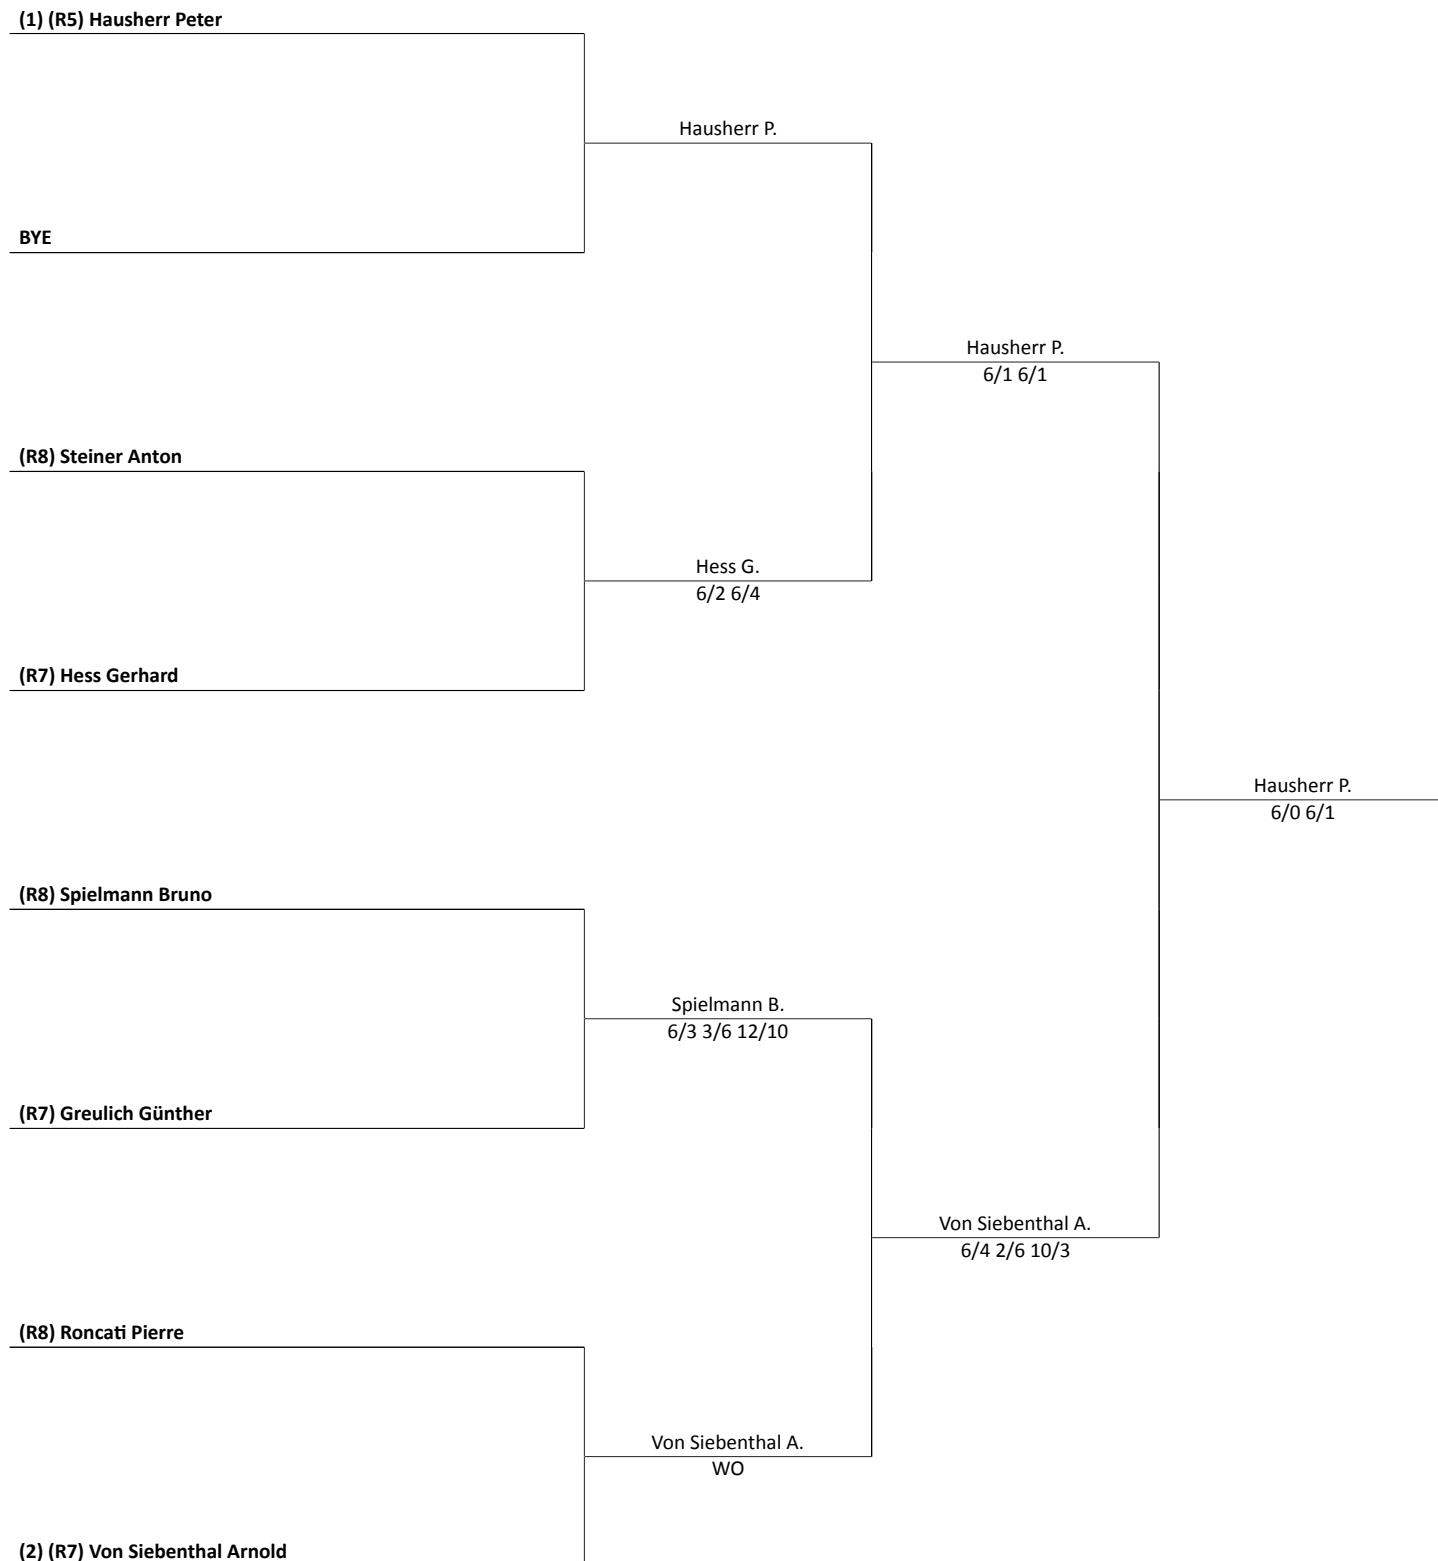 (1) (R5) Hausherr Peter
Hausherr P.
BYE
Hausherr P.
6/1 6/1
(R8) Steiner Anton
Hess G.
6/2 6/4
(R7) Hess Gerhard
Hausherr P.
6/0 6/1
(R8) Spielmann Bruno
Spielmann B.
6/3 3/6 12/10
(R7) Greulich Günther
Von Siebenthal A.
6/4 2/6 10/3
(R8) Roncati Pierre
Von Siebenthal A.
WO
(2) (R7) Von Siebenthal Arnold